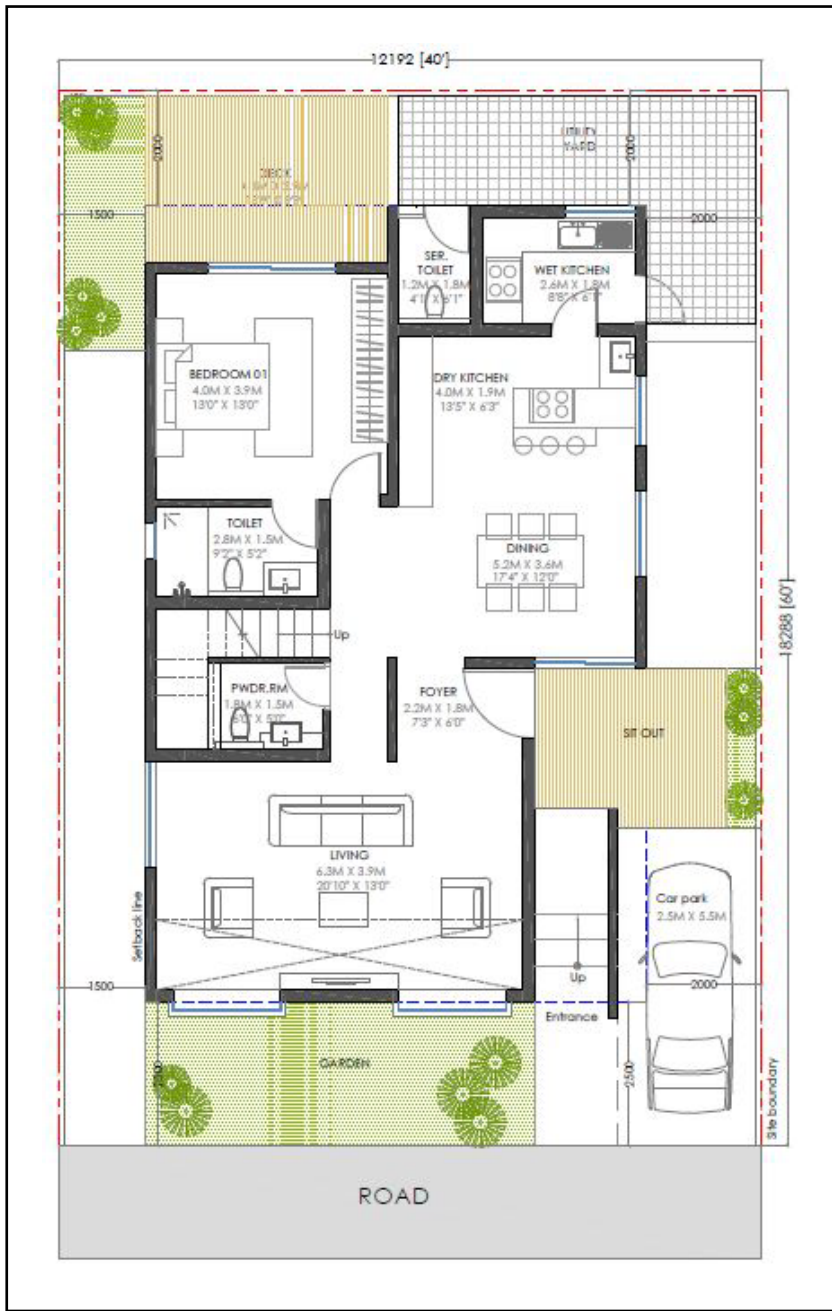 12192 [40']
UTILITY
YARD
2000
2000
DECK
1500
2000
SER.
TOILET
1.2M X 1.8M
4'1" X 6'1"
WET KITCHEN
2.6M X 1.8M
8'8" X 6'1"
BEDROOM 01
4.0M X 3.9M
13'0" X 13'0"
DRY KITCHEN
4.0M X 1.9M
13'5" X 6'3"
TOILET
2.8M X 1.5M
9'2" X 5'2"
DINING
5.2M X 3.6M
17'4" X 12'0"
18288 [60']
Up
PWDR.RM
1.8M X 1.5M
6'0" X 5'0"
FOYER
2.2M X 1.8M
7'3" X 6'0"
SIT OUT
LIVING
6.3M X 3.9M
20'10" X 13'0"
Car park
2.5M X 5.5M
Setback line
1500
Up
2000
Entrance
GARDEN
2500
Site boundary
ROAD